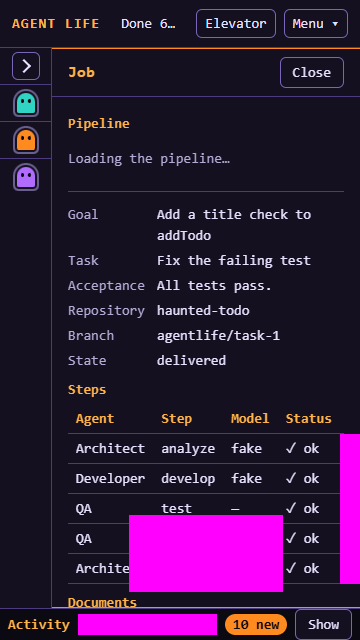 AGENT LIFE Done 6… Elevator Menu ▾
Job Close
Pipeline
Loading the pipeline…
Goal Add a title check to
addTodo
Task Fix the failing test
Acceptance All tests pass.
Repository haunted-todo
Branch agentlife/task-1
State delivered
Steps
Agent Step Model Status
Architect analyze fake ✓ ok
Developer develop fake ✓ ok
QA test — ✓ ok
QA ✓ ok
✓ ok
Documents
Activity 10 new Show